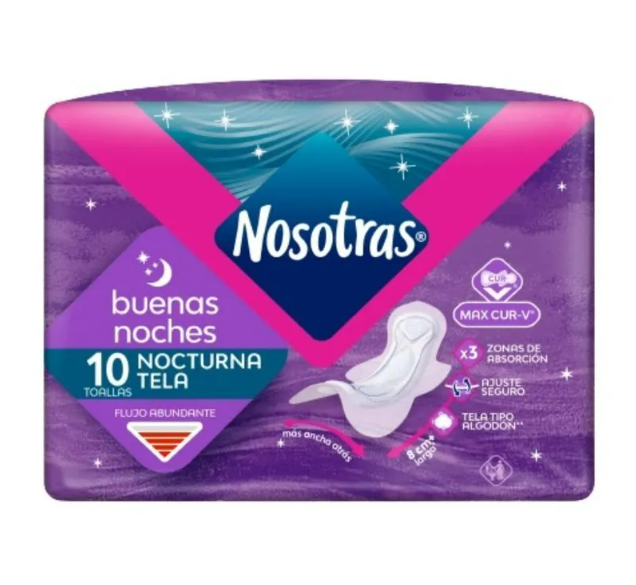 Nosotras®
buenas
noches
10 NOCTURNA
TOALLAS TELA
FLUJO ABUNDANTE
CUR
MAX CUR-V®
x3 ZONAS DE
ABSORCIÓN
AJUSTE
SEGURO
TELA TIPO
ALGODÓN**
más ancha atrás
8 cm+
larga*